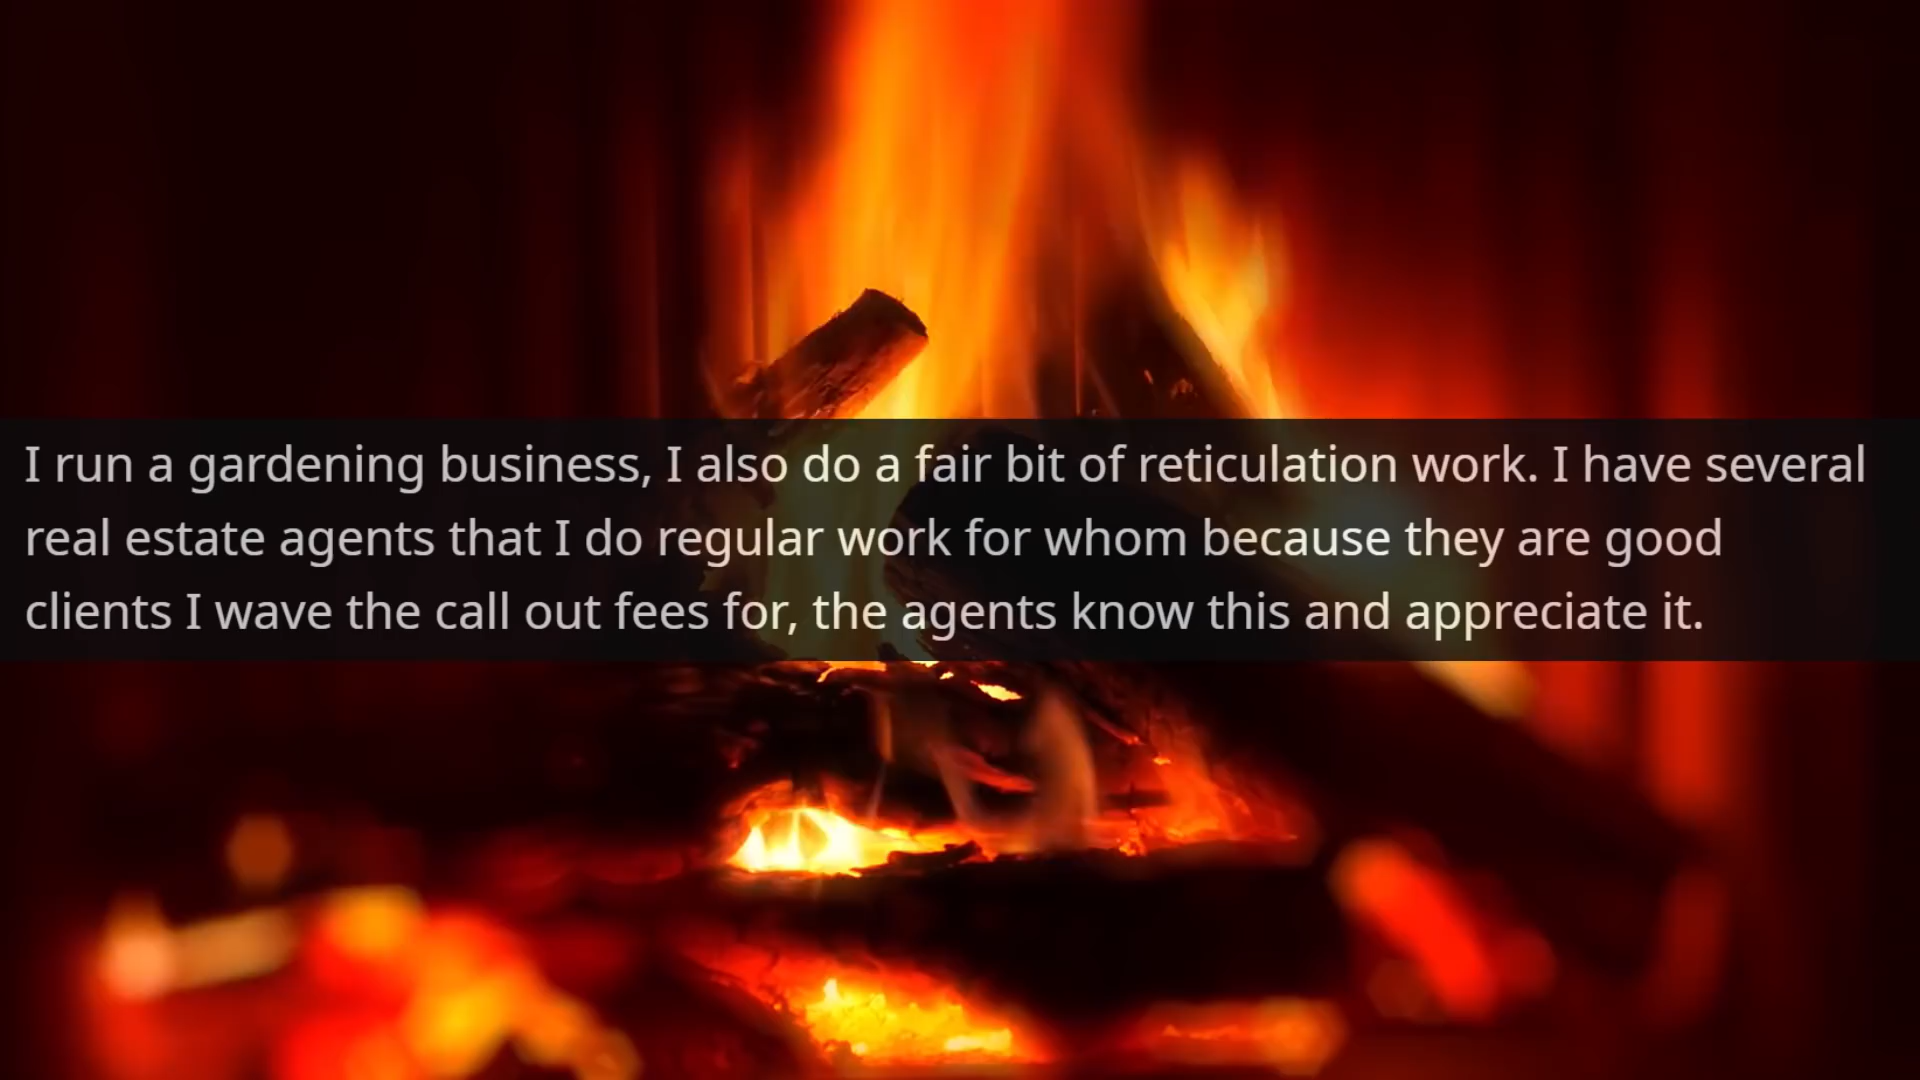 I run a gardening business, I also do a fair bit of reticulation work. I have several
real estate agents that I do regular work for whom because they are good
clients I wave the call out fees for, the agents know this and appreciate it.